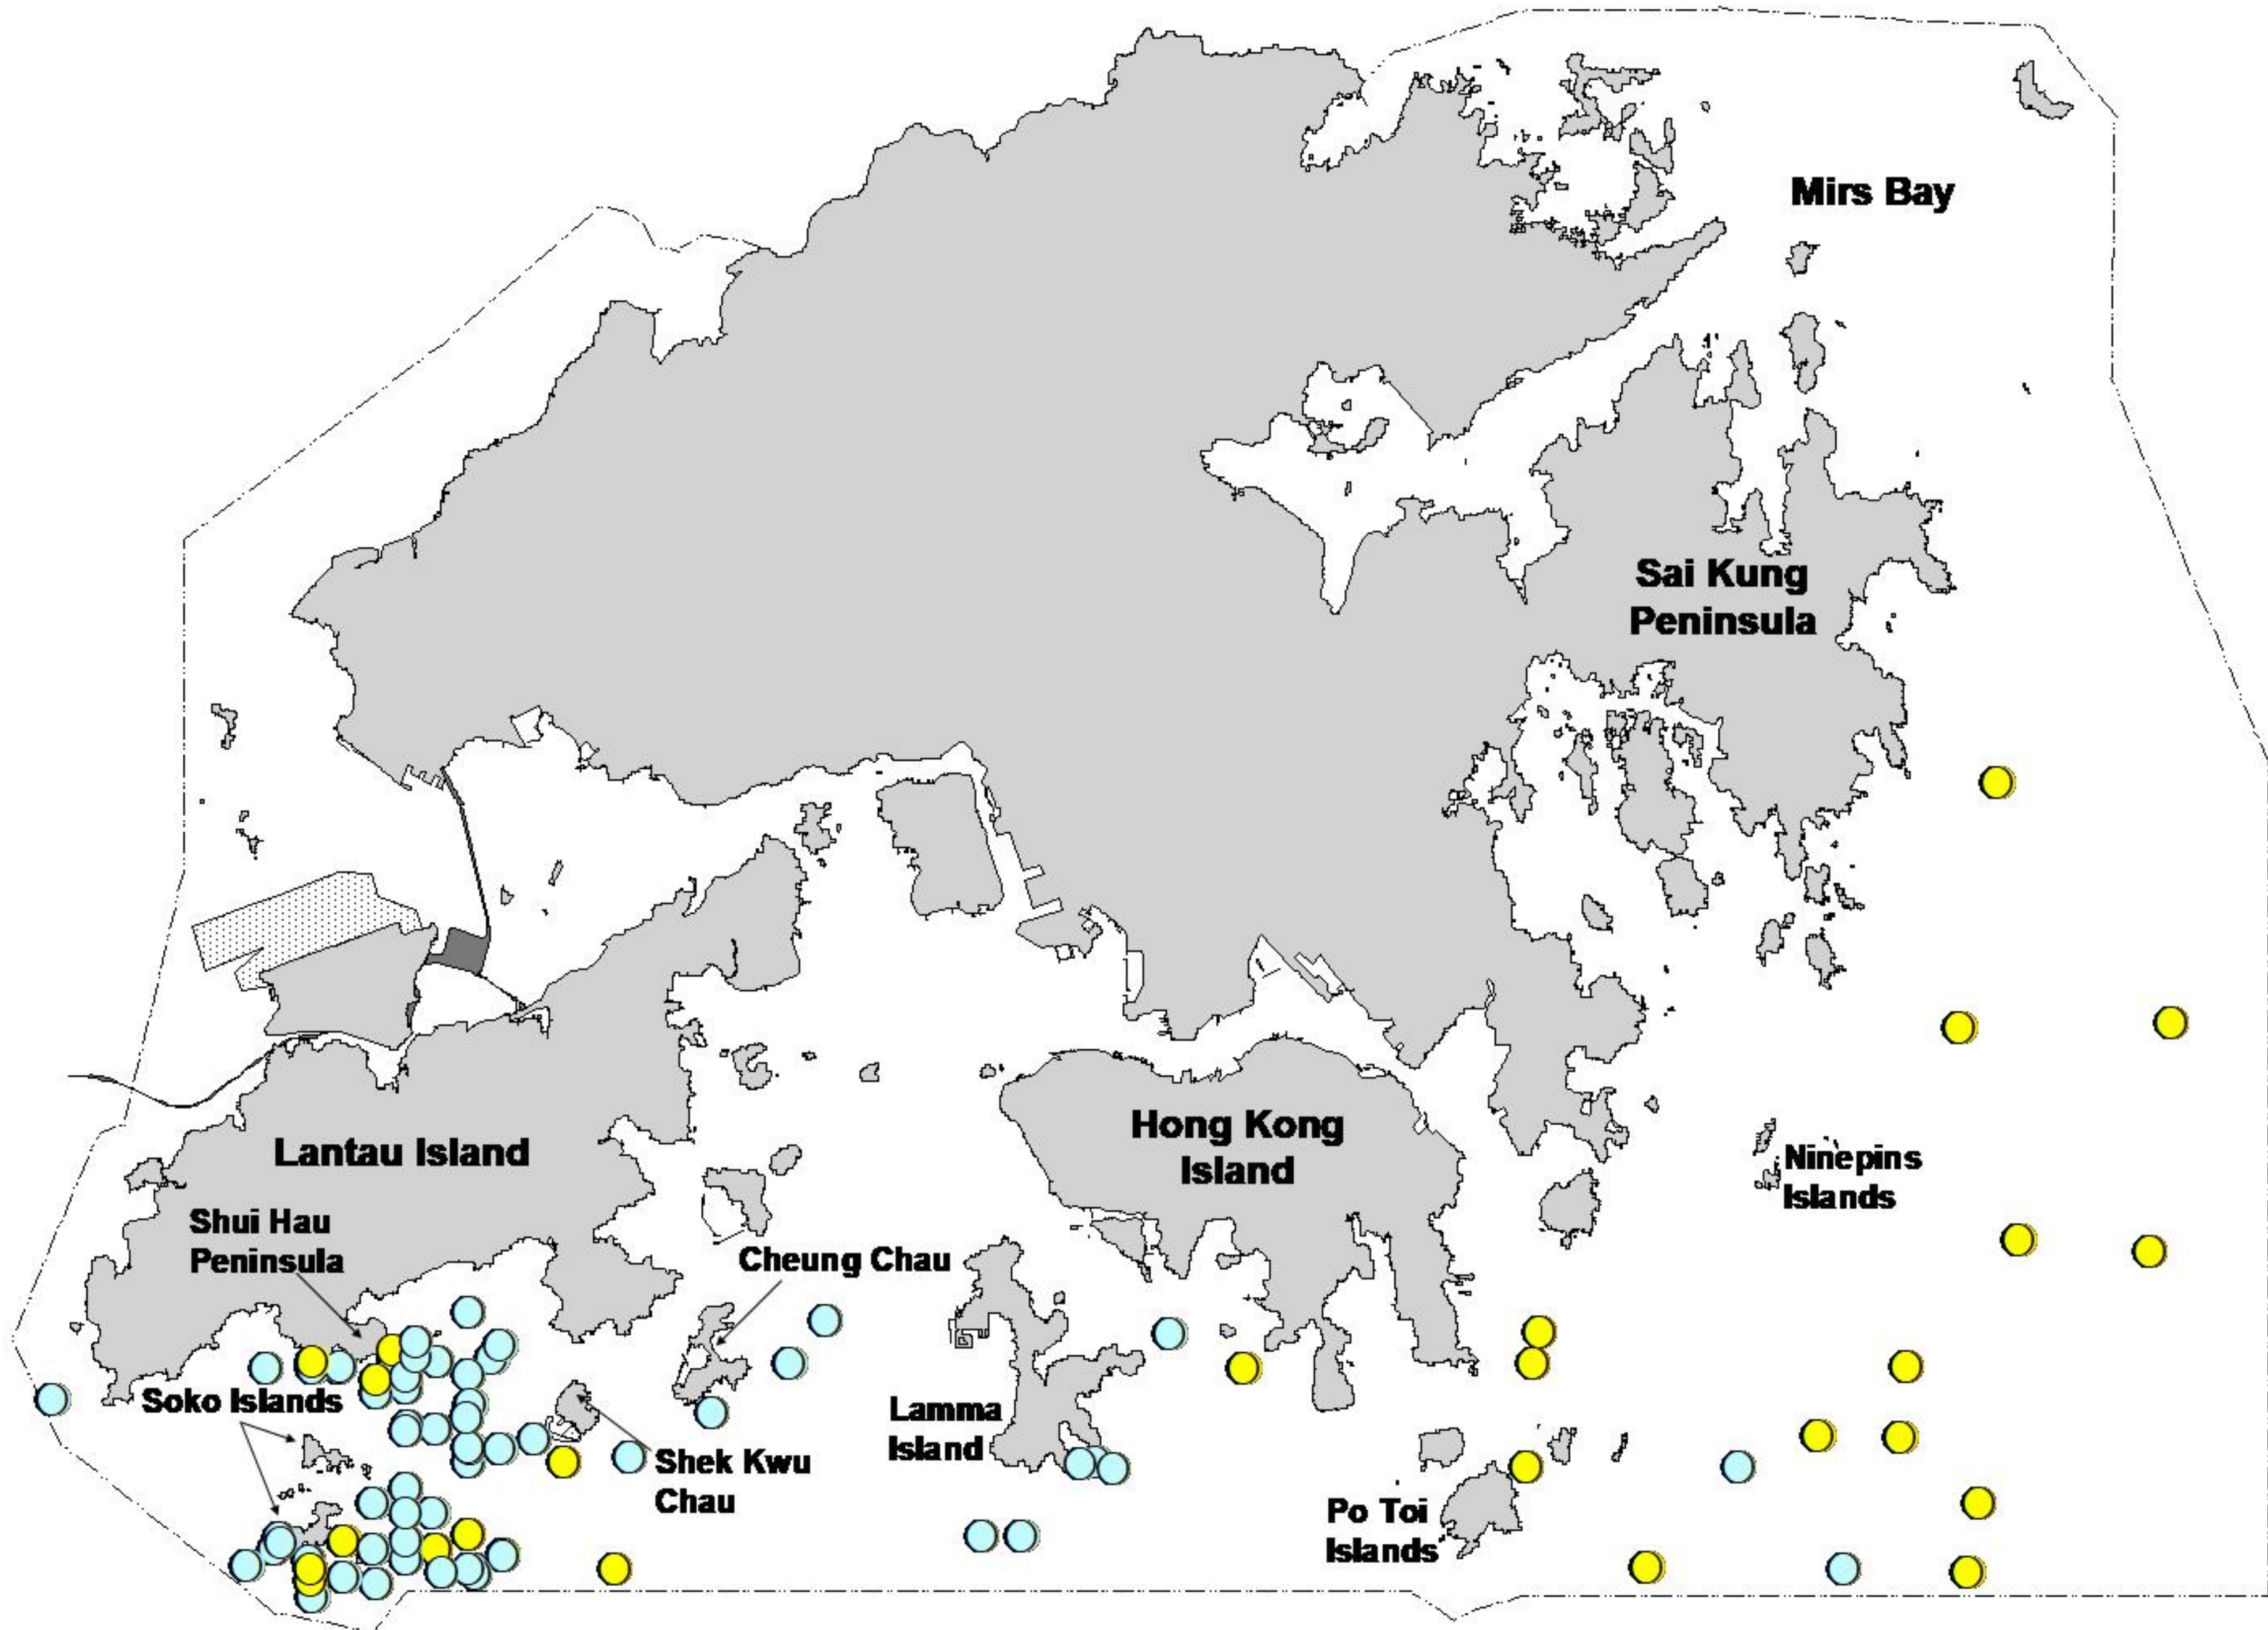 Mirs Bay
Sai Kung
Peninsula
Hong Kong
Island
Lantau Island
Ninepins
Islands
Shui Hau
Peninsula
Cheung Chau
Soko Islands
Lamma
Island
Shek Kwu
Chau
Po Toi
Islands